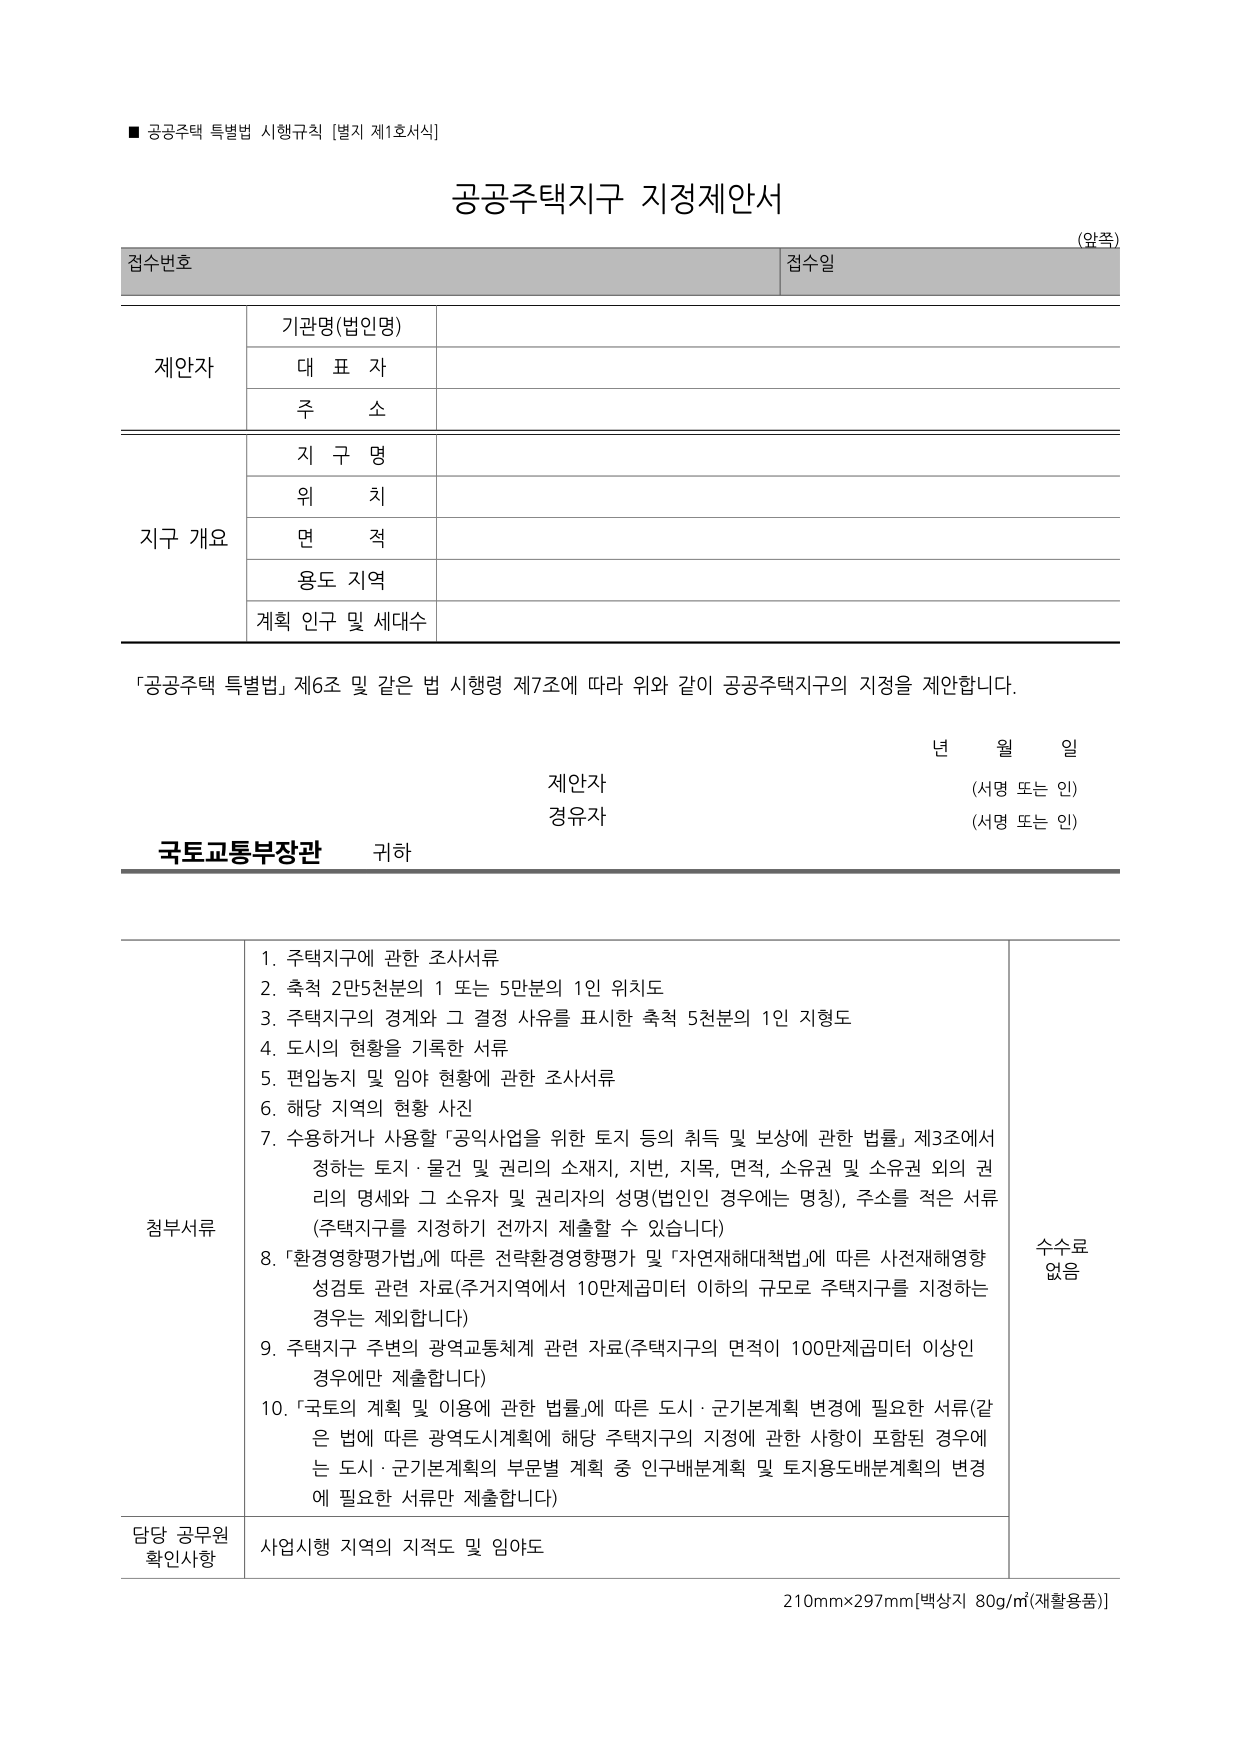 ■ 공공주택 특별법 시행규칙 [별지 제1호서식]
공공주택지구 지정제안서
(앞쪽)
접수번호 접수일
제안자
기관명(법인명)
대 표 자
주 소
지구 개요
지 구 명
위 치
면 적
용도 지역
계획 인구 및 세대수
「공공주택 특별법」 제6조 및 같은 법 시행령 제7조에 따라 위와 같이 공공주택지구의 지정을 제안합니다.
년 월 일
제안자 (서명 또는 인)
경유자 (서명 또는 인)
국토교통부장관 귀하
첨부서류
1. 주택지구에 관한 조사서류
2. 축척 2만5천분의 1 또는 5만분의 1인 위치도
3. 주택지구의 경계와 그 결정 사유를 표시한 축척 5천분의 1인 지형도
4. 도시의 현황을 기록한 서류
5. 편입농지 및 임야 현황에 관한 조사서류
6. 해당 지역의 현황 사진
7. 수용하거나 사용할 「공익사업을 위한 토지 등의 취득 및 보상에 관한 법률」 제3조에서
정하는 토지ㆍ물건 및 권리의 소재지, 지번, 지목, 면적, 소유권 및 소유권 외의 권
리의 명세와 그 소유자 및 권리자의 성명(법인인 경우에는 명칭), 주소를 적은 서류
(주택지구를 지정하기 전까지 제출할 수 있습니다)
8. 「환경영향평가법」에 따른 전략환경영향평가 및 「자연재해대책법」에 따른 사전재해영향
성검토 관련 자료(주거지역에서 10만제곱미터 이하의 규모로 주택지구를 지정하는
경우는 제외합니다)
9. 주택지구 주변의 광역교통체계 관련 자료(주택지구의 면적이 100만제곱미터 이상인
경우에만 제출합니다)
10. 「국토의 계획 및 이용에 관한 법률」에 따른 도시ㆍ군기본계획 변경에 필요한 서류(같
은 법에 따른 광역도시계획에 해당 주택지구의 지정에 관한 사항이 포함된 경우에
는 도시ㆍ군기본계획의 부문별 계획 중 인구배분계획 및 토지용도배분계획의 변경
에 필요한 서류만 제출합니다)
수수료
없음
담당 공무원
확인사항
사업시행 지역의 지적도 및 임야도
210mm×297mm[백상지 80g/㎡(재활용품)]